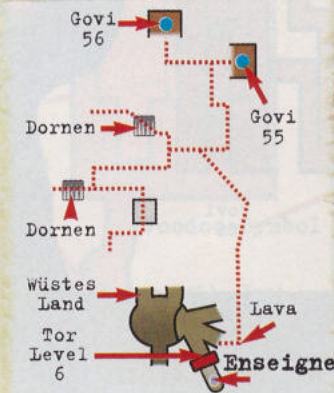 Govi
56
Govi
55
Dornen
Dornen
Wüstes
Land
Lava
Tor
Level
6
Enseigne